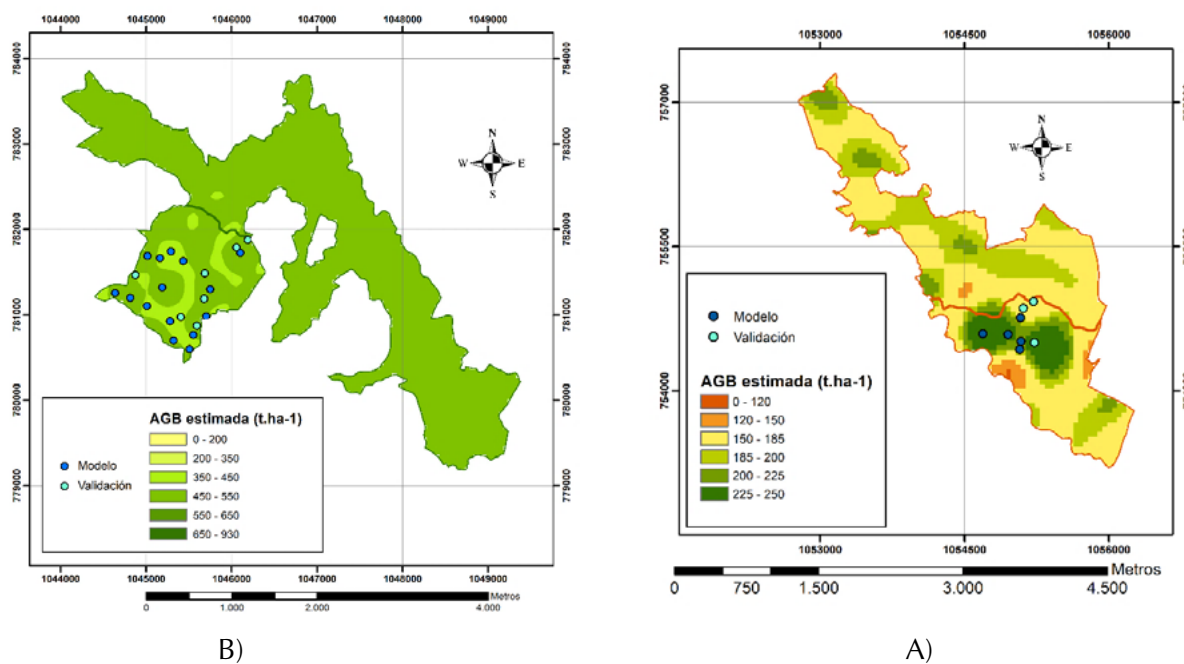 1044000 1045000 1046000 1047000 1048000 1049000
784000 784000
783000 783000
782000 782000
781000 781000
780000 780000
779000 779000
N
W E
S
AGB estimada (t.ha-1)
0 - 200
200 - 350
350 - 450
450 - 550
550 - 650
650 - 930
Modelo
Validación
1044000 1045000 1046000 1047000 1048000 1049000
0 1.000 2.000 4.000 Metros
B)
1053000 1054500 1056000
757000
755500
754000
N
W E
S
Modelo
Validación
AGB estimada (t.ha-1)
0 - 120
120 - 150
150 - 185
185 - 200
200 - 225
225 - 250
1053000 1054500 1056000
0 750 1.500 3.000 4.500 Metros
A)